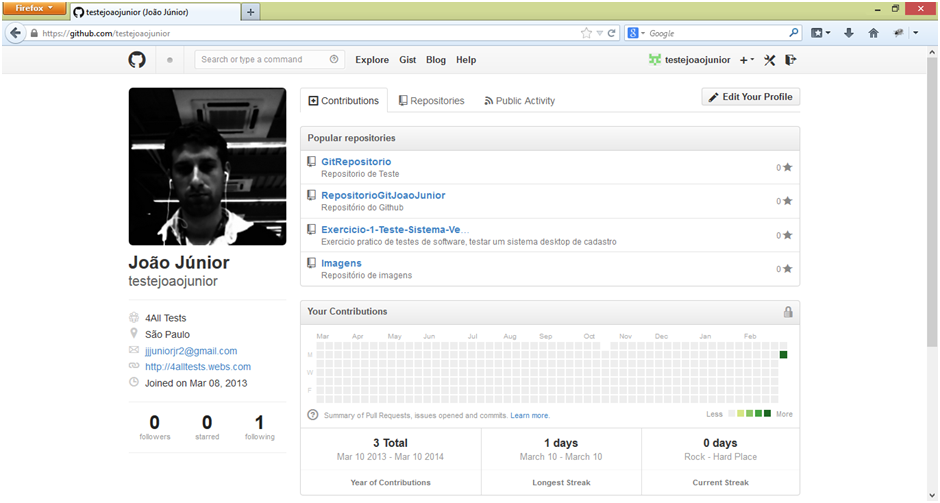 Firefox
testejoaojunior (João Júnior)
https://github.com/testejoaojunior
Google
Search or type a command
Explore Gist Blog Help
testejoaojunior
Contributions Repositories Public Activity
Edit Your Profile
Popular repositories
GitRepositorio
Repositorio de Teste
0
RepositorioGitJoaoJunior
Repositório do Github
0
Exercicio-1-Teste-Sistema-Ve...
Exercicio pratico de testes de software, testar um sistema desktop de cadastro
0
Imagens
Repositório de imagens
0
João Júnior
testejoaojunior
4All Tests
São Paulo
jjjuniorjr2@gmail.com
http://4alltests.webs.com
Joined on Mar 08, 2013
0 0 1
followers starred following
Your Contributions
Mar Apr May Jun Jul Aug Sep Oct Nov Dec Jan Feb
M
W
F
Summary of Pull Requests, issues opened and commits. Learn more.
Less More
3 Total
Mar 10 2013 - Mar 10 2014
Year of Contributions
1 days
March 10 - March 10
Longest Streak
0 days
Rock - Hard Place
Current Streak